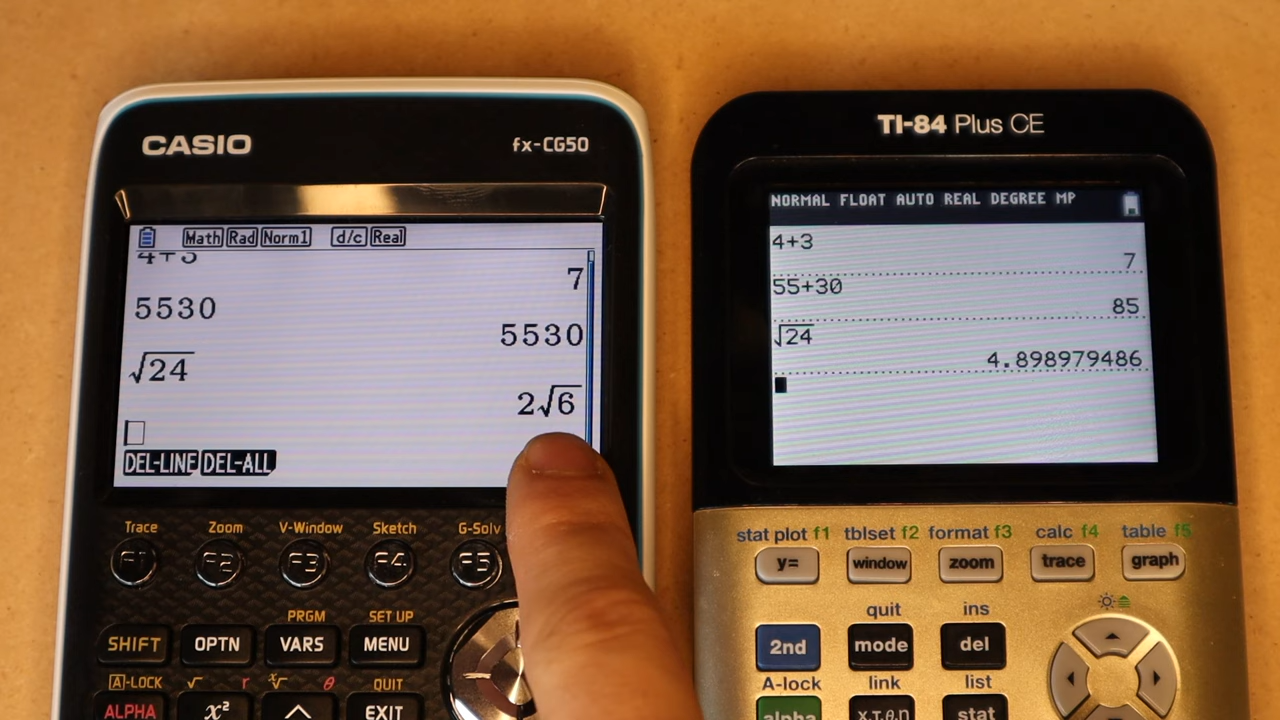 CASIO
fx-CG50
Math Rad Norm1 d/c Real
4+3
7
5530
5530
√24
2√6
DEL-LINE DEL-ALL
Trace Zoom V-Window Sketch G-Solv
F1 F2 F3 F4 F5
PRGM SET UP
SHIFT OPTN VARS MENU
A-LOCK √ r ∛ θ QUIT
ALPHA x² ^ EXIT
TI-84 Plus CE
NORMAL FLOAT AUTO REAL DEGREE MP
4+3
7
55+30
85
√24
4.898979486
stat plot f1 tblset f2 format f3 calc f4 table f5
y= window zoom trace graph
quit ins
2nd mode del
A-lock link list
alpha X,T,θ,n stat